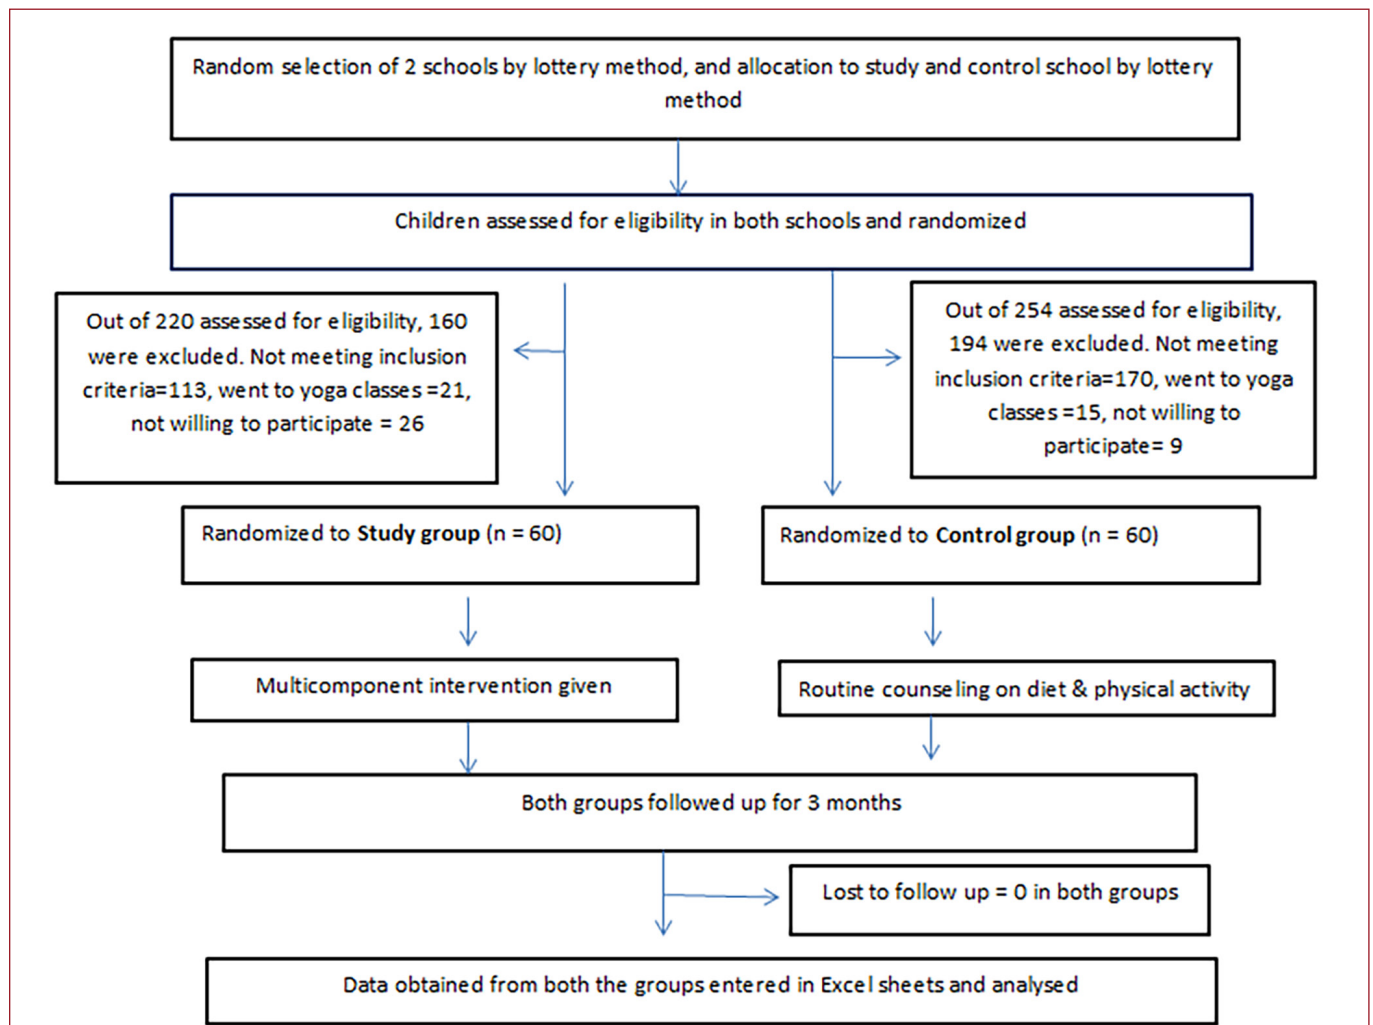 Random selection of 2 schools by lottery method, and allocation to study and control school by lottery
method
Children assessed for eligibility in both schools and randomized
Out of 220 assessed for eligibility, 160
were excluded. Not meeting inclusion
criteria=113, went to yoga classes =21,
not willing to participate = 26
Out of 254 assessed for eligibility,
194 were excluded. Not meeting
inclusion criteria=170, went to yoga
classes =15, not willing to
participate= 9
Randomized to Study group (n = 60)
Randomized to Control group (n = 60)
Multicomponent intervention given
Routine counseling on diet & physical activity
Both groups followed up for 3 months
Lost to follow up = 0 in both groups
Data obtained from both the groups entered in Excel sheets and analysed